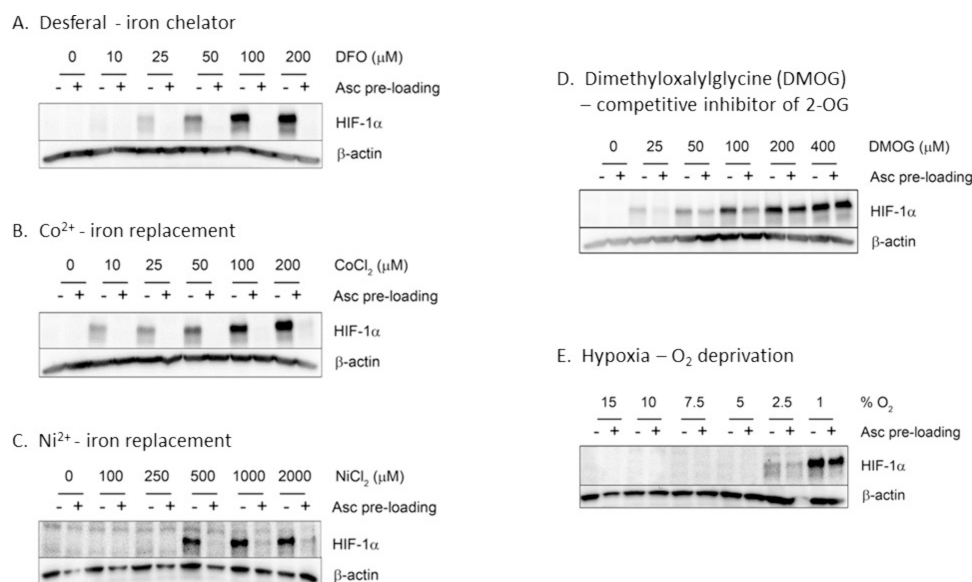 A. Desferal - iron chelator
0 10 25 50 100 200 DFO (μM)
- + - + - + - + - + - + Asc pre-loading
HIF-1α
β-actin
B. Co²⁺ - iron replacement
0 10 25 50 100 200 CoCl₂ (μM)
- + - + - + - + - + - + Asc pre-loading
HIF-1α
β-actin
C. Ni²⁺ - iron replacement
0 100 250 500 1000 2000 NiCl₂ (μM)
- + - + - + - + - + - + Asc pre-loading
HIF-1α
β-actin
D. Dimethyloxalylglycine (DMOG)
– competitive inhibitor of 2-OG
0 25 50 100 200 400 DMOG (μM)
- + - + - + - + - + - + Asc pre-loading
HIF-1α
β-actin
E. Hypoxia – O₂ deprivation
15 10 7.5 5 2.5 1 % O₂
- + - + - + - + - + - + Asc pre-loading
HIF-1α
β-actin